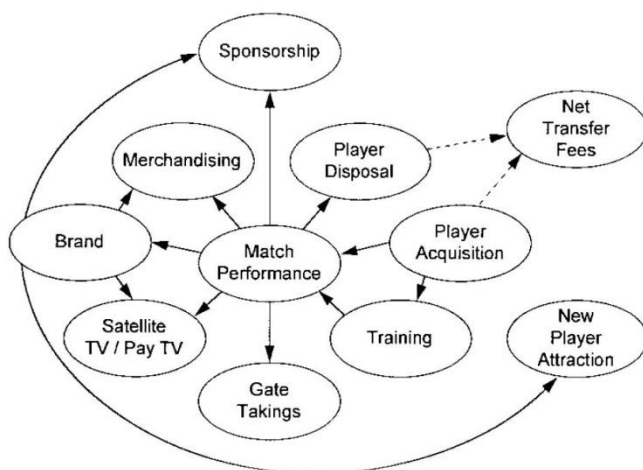 Sponsorship
Net
Transfer
Fees
Merchandising
Player
Disposal
Brand
Match
Performance
Player
Acquisition
Satellite
TV / Pay TV
Training
New
Player
Attraction
Gate
Takings